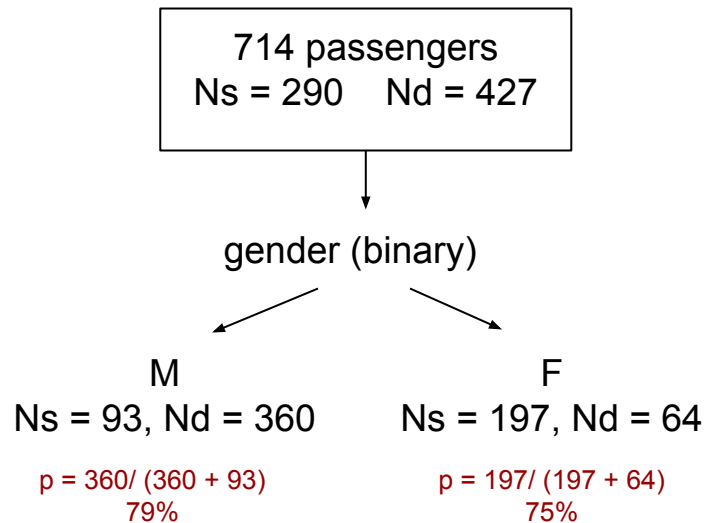 714 passengers
Ns = 290 Nd = 427
gender (binary)
M
Ns = 93, Nd = 360
p = 360/ (360 + 93)
79%
F
Ns = 197, Nd = 64
p = 197/ (197 + 64)
75%